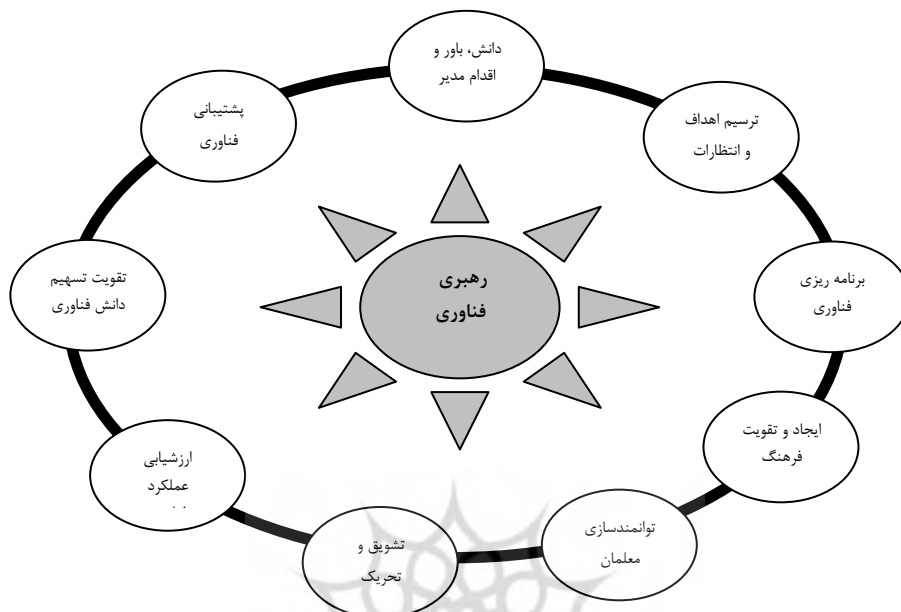 دانش، باور و
اقدام مدیر
ترسیم اهداف
و انتظارات
برنامه ریزی
فناوری
ایجاد و تقویت
فرهنگ
توانمندسازی
معلمان
تشویق و
تحریک
ارزشیابی
عملکرد
تقویت تسهیم
دانش فناوری
پشتیبانی
فناوری
رهبری
فناوری